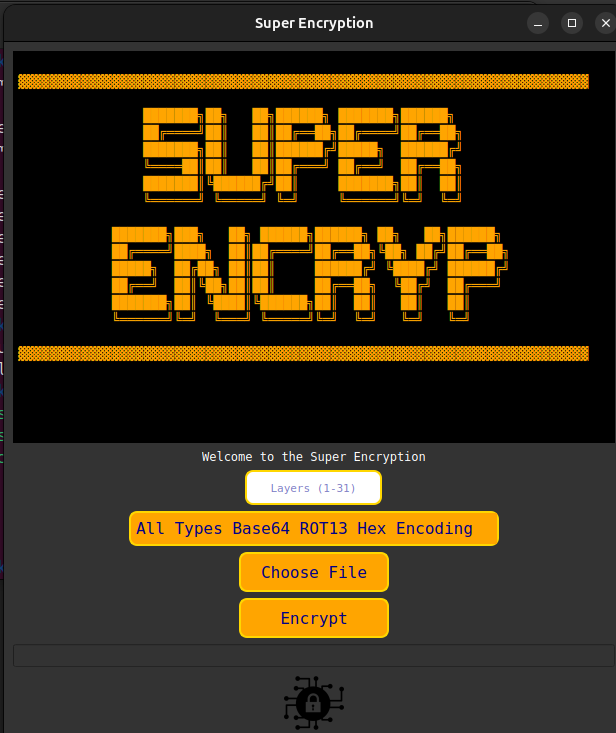 Super Encryption
SUPER
ENCRYP
Welcome to the Super Encryption
Layers (1-31)
All Types Base64 ROT13 Hex Encoding
Choose File
Encrypt